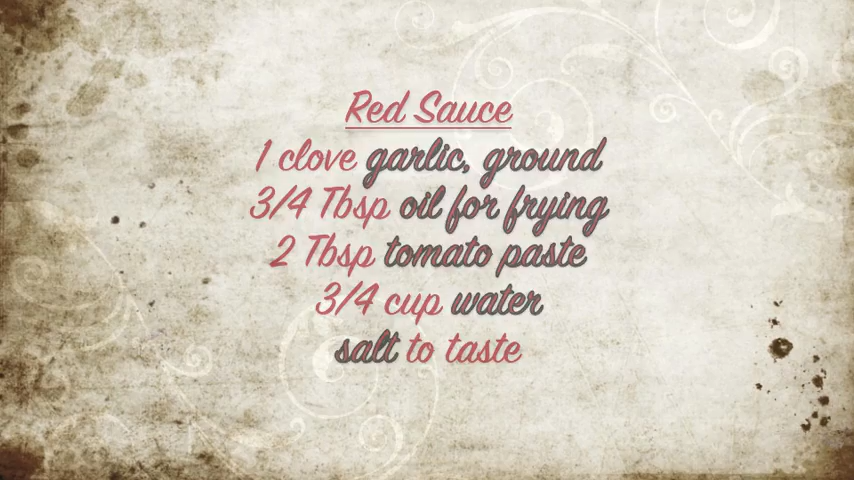 Red Sauce
1 clove garlic, ground
3/4 Tbsp oil for frying
2 Tbsp tomato paste
3/4 cup water
salt to taste